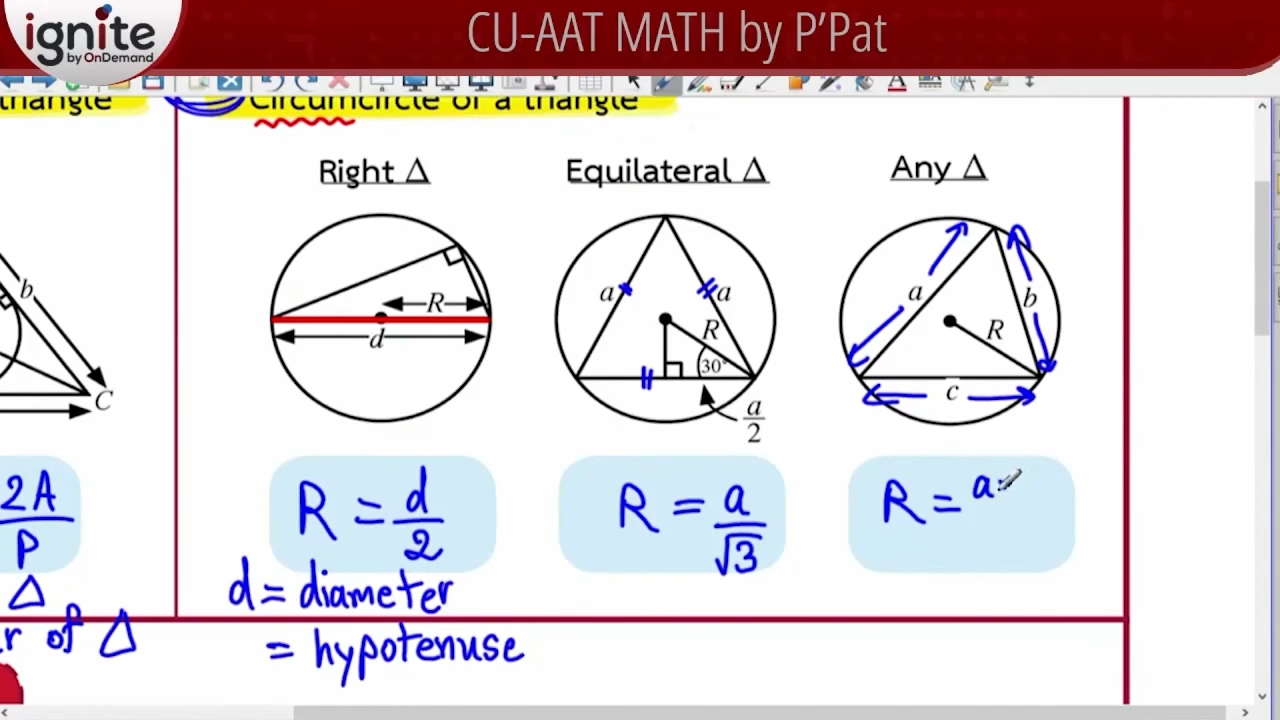 ignite
by OnDemand
CU-AAT MATH by P'Pat
triangle
Circumcircle of a triangle
Right Δ
Equilateral Δ
Any Δ
b
C
R
d
a
a
R
30°
a/2
a
b
R
c
2A/P
Δ
r of Δ
R = d/2
d = diameter
= hypotenuse
R = a/√3
R = a